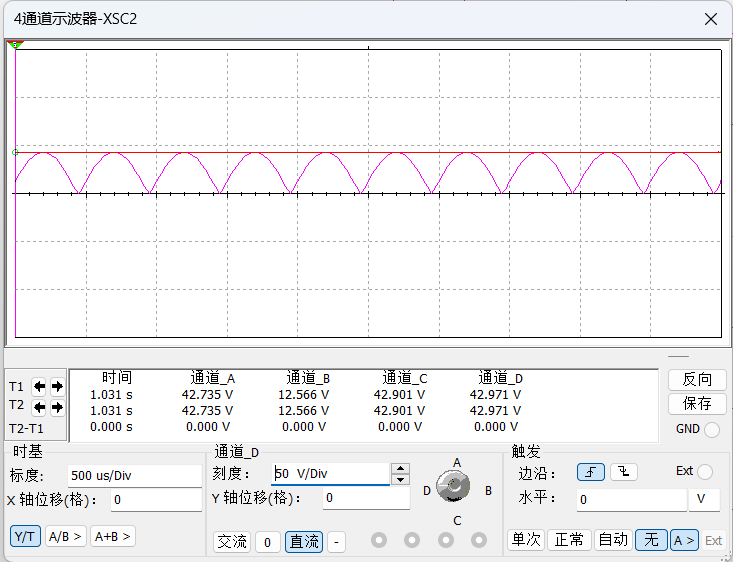 4通道示波器-XSC2
时间 通道_A 通道_B 通道_C 通道_D
T1 1.031 s 42.735 V 12.566 V 42.901 V 42.971 V
T2 1.031 s 42.735 V 12.566 V 42.901 V 42.971 V
T2-T1 0.000 s 0.000 V 0.000 V 0.000 V 0.000 V
反向
保存
GND
时基
标度: 500 us/Div
X 轴位移(格): 0
Y/T A/B > A+B >
通道_D
刻度: 50 V/Div
Y 轴位移(格): 0
交流 0 直流 -
A
D B
C
触发
边沿: Ext
水平: 0 V
单次 正常 自动 无 A > Ext